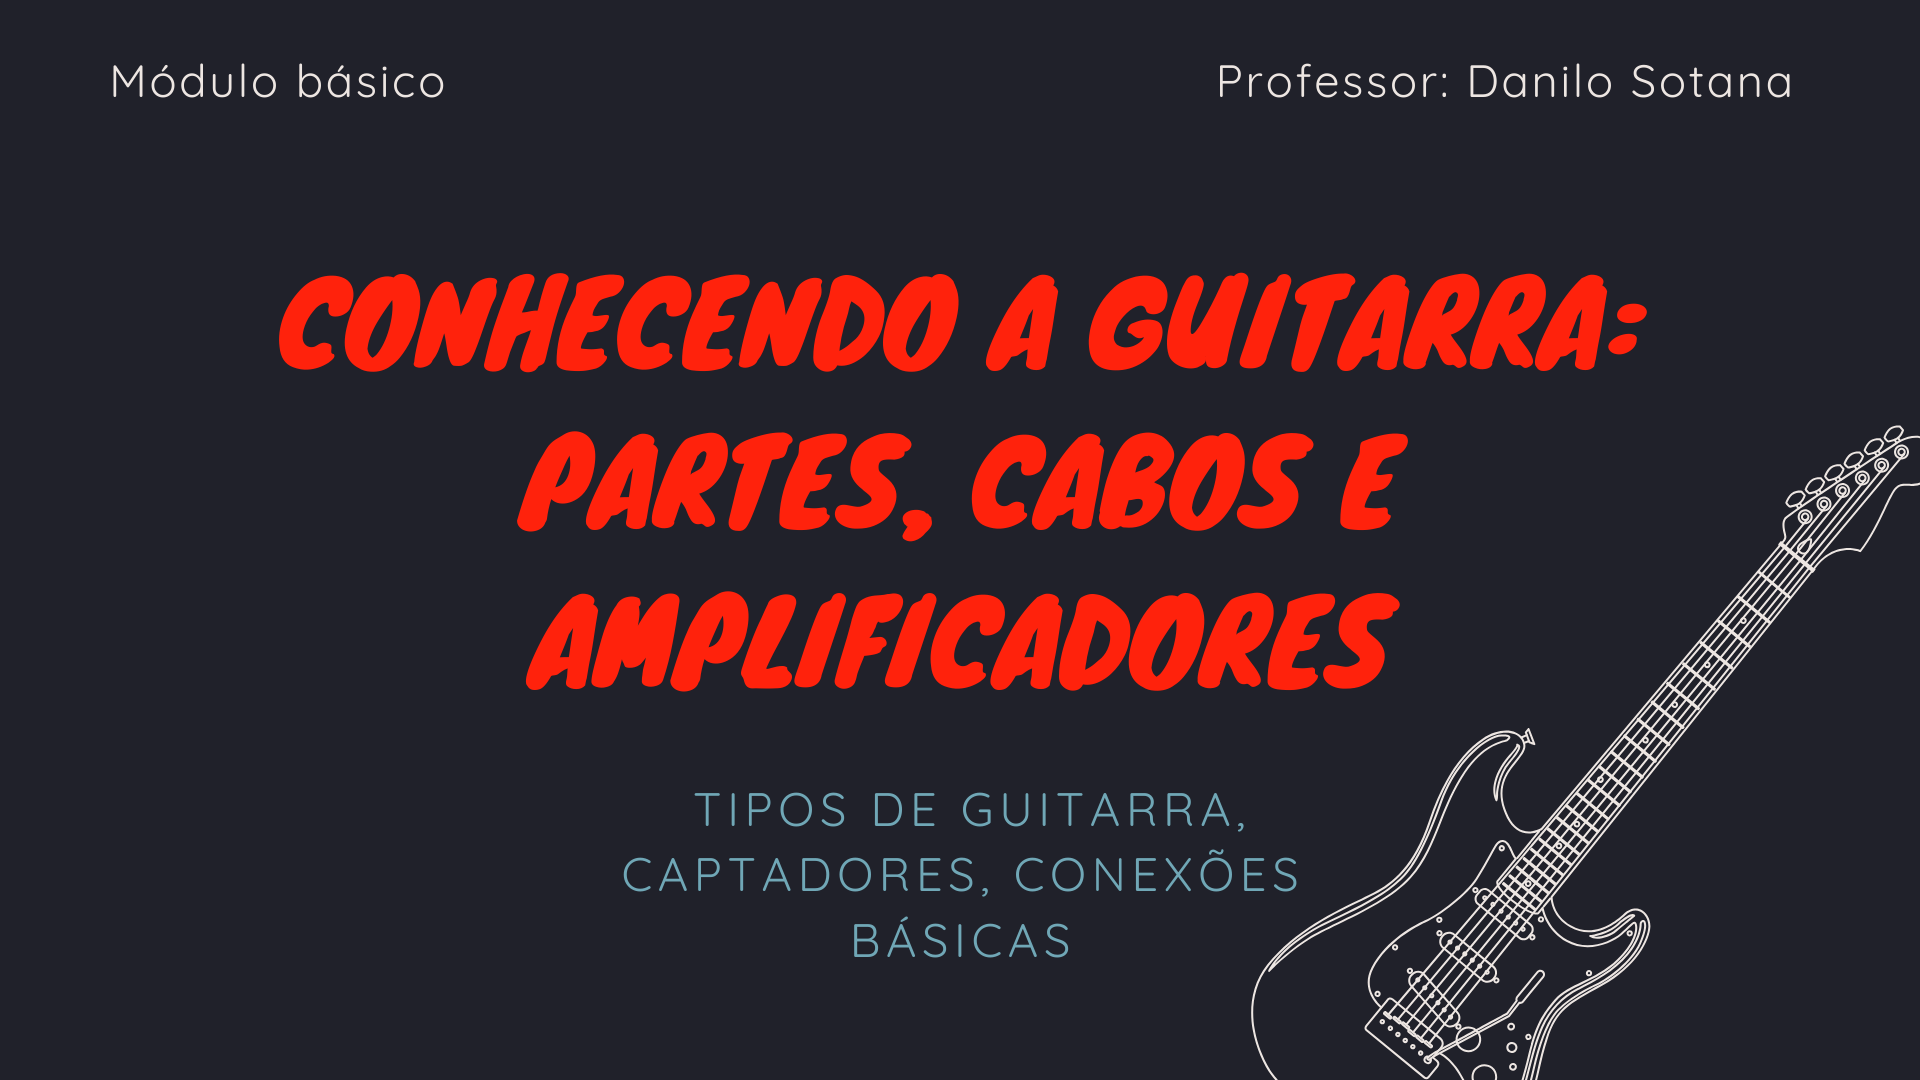 Módulo básico
Professor: Danilo Sotana
CONHECENDO A GUITARRA:
PARTES, CABOS E
AMPLIFICADORES
TIPOS DE GUITARRA,
CAPTADORES, CONEXÕES
BÁSICAS